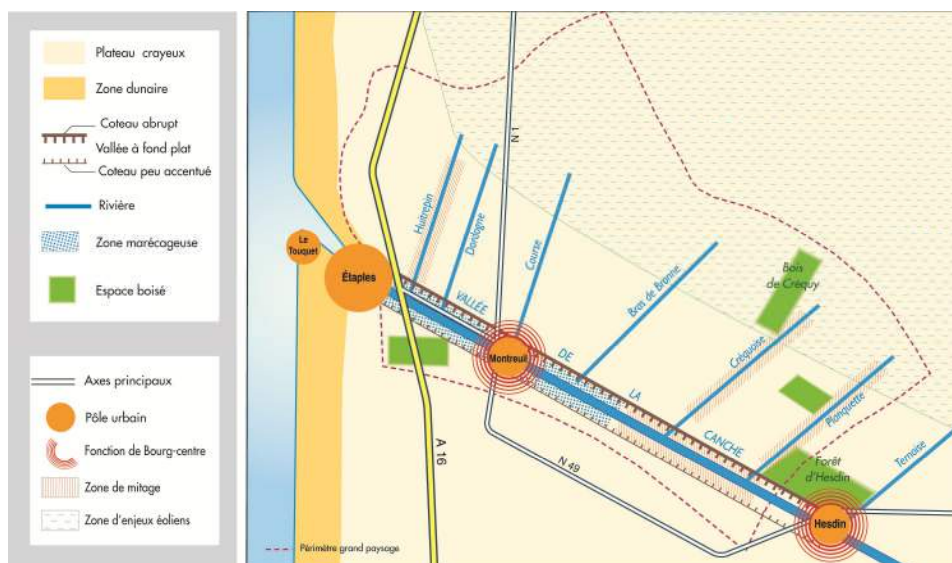 Plateau crayeux
Zone dunaire
Coteau abrupt
Vallée à fond plat
Coteau peu accentué
Rivière
Zone marécageuse
Espace boisé
Axes principaux
Pôle urbain
Fonction de Bourg-centre
Zone de mitage
Zone d'enjeux éoliens
N 1
Huitrepin
Dordogne
Course
Bras de Bronne
Bois
de Créquy
Le
Touquet
Étaples
VALLÉE
DE
LA
CANCHE
Montreuil
Créquoise
Planquette
Ternoise
A 16
N 49
Forêt
d'Hesdin
Hesdin
Périmètre grand paysage